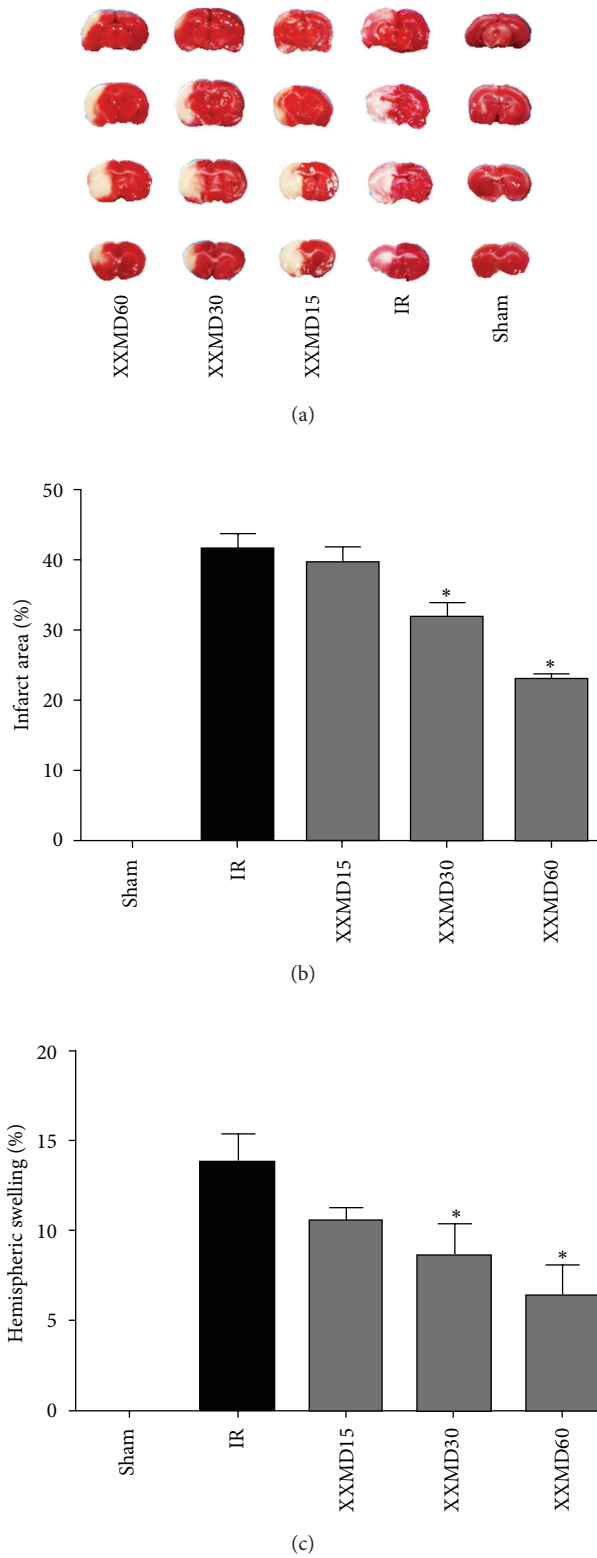 XXMD60
XXMD30
XXMD15
IR
Sham
(a)
Infarct area (%)
50
40
30
20
10
0
*
*
Sham
IR
XXMD15
XXMD30
XXMD60
(b)
Hemispheric swelling (%)
20
15
10
5
0
*
*
Sham
IR
XXMD15
XXMD30
XXMD60
(c)